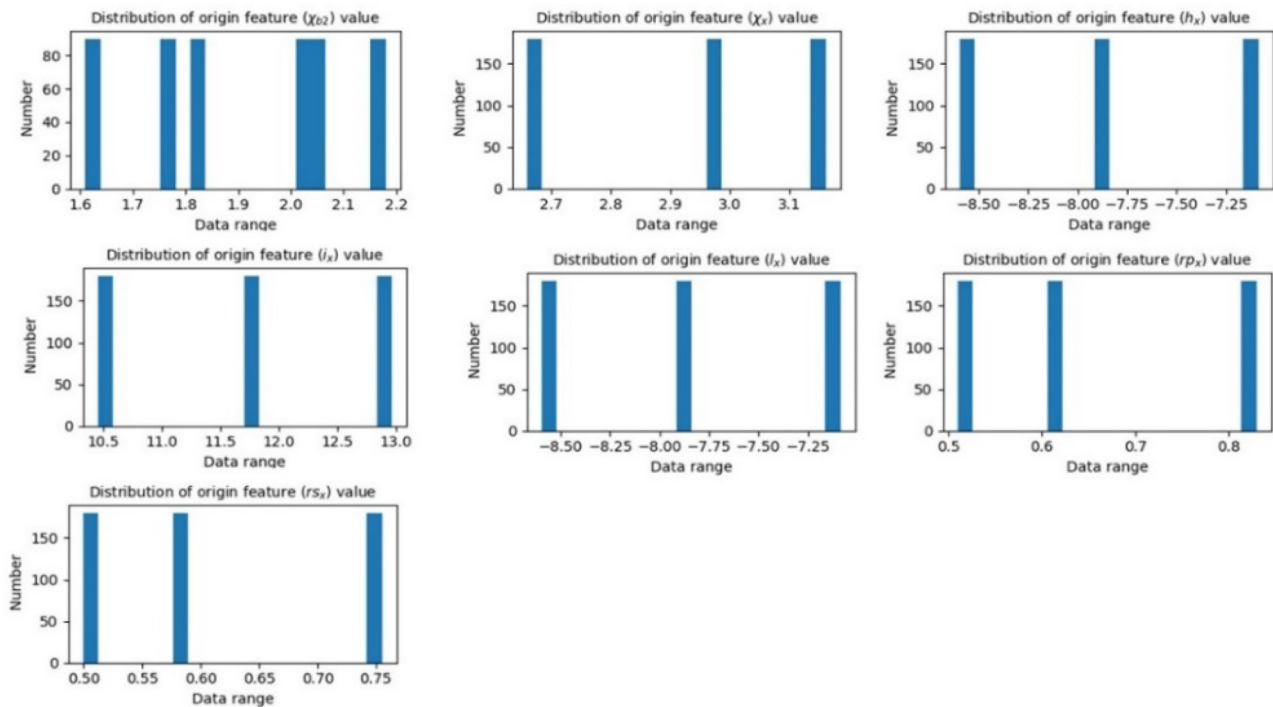 Distribution of origin feature (χ_b2) value
Number
80
60
40
20
0
1.6 1.7 1.8 1.9 2.0 2.1 2.2
Data range
Distribution of origin feature (χ_x) value
Number
150
100
50
0
2.7 2.8 2.9 3.0 3.1
Data range
Distribution of origin feature (h_x) value
Number
150
100
50
0
−8.50 −8.25 −8.00 −7.75 −7.50 −7.25
Data range
Distribution of origin feature (i_x) value
Number
150
100
50
0
10.5 11.0 11.5 12.0 12.5 13.0
Data range
Distribution of origin feature (l_x) value
Number
150
100
50
0
−8.50 −8.25 −8.00 −7.75 −7.50 −7.25
Data range
Distribution of origin feature (rp_x) value
Number
150
100
50
0
0.5 0.6 0.7 0.8
Data range
Distribution of origin feature (rs_x) value
Number
150
100
50
0
0.50 0.55 0.60 0.65 0.70 0.75
Data range